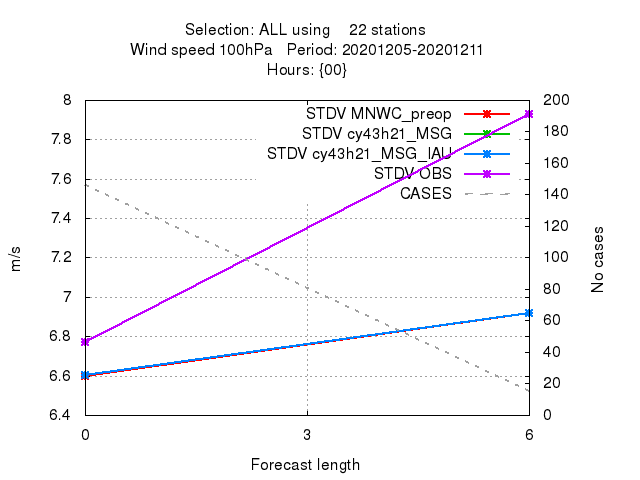 Selection: ALL using 22 stations
Wind speed 100hPa Period: 20201205-20201211
Hours: {00}
8
7.8
7.6
7.4
7.2
7
6.8
6.6
6.4
m/s
STDV MNWC_preop
STDV cy43h21_MSG
STDV cy43h21_MSG_IAU
STDV OBS
CASES
200
180
160
140
120
100
80
60
40
20
0
No cases
0 3 6
Forecast length